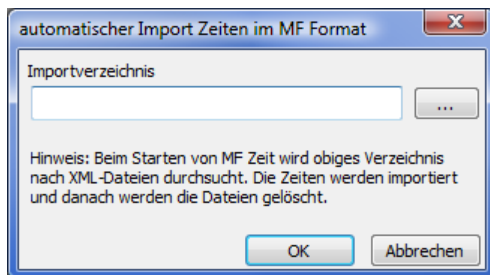 automatischer Import Zeiten im MF Format
Importverzeichnis
...
Hinweis: Beim Starten von MF Zeit wird obiges Verzeichnis
nach XML-Dateien durchsucht. Die Zeiten werden importiert
und danach werden die Dateien gelöscht.
OK Abbrechen